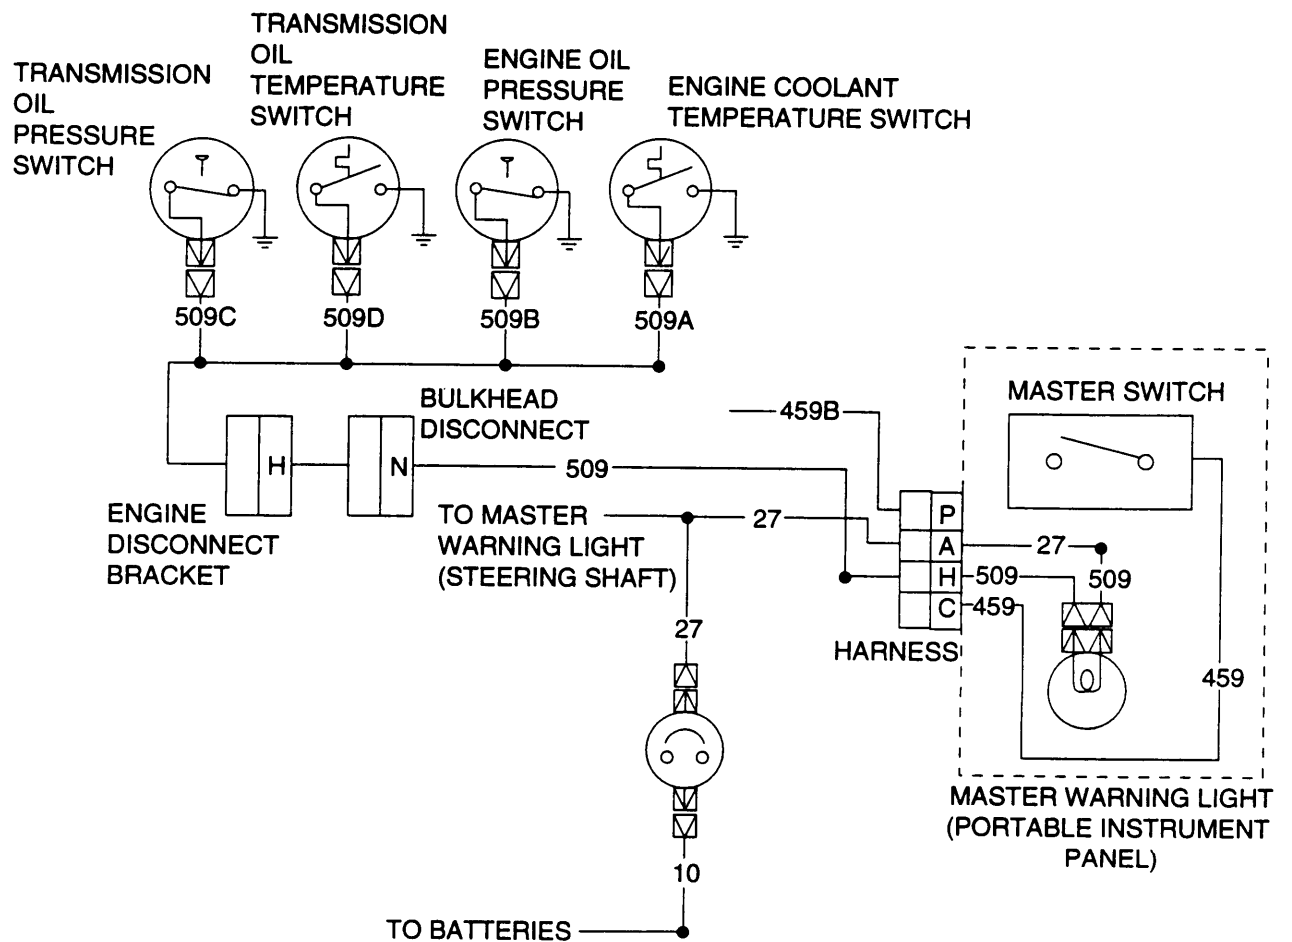 TRANSMISSION
OIL
PRESSURE
SWITCH
TRANSMISSION
OIL
TEMPERATURE
SWITCH
ENGINE OIL
PRESSURE
SWITCH
ENGINE COOLANT
TEMPERATURE SWITCH
509C
509D
509B
509A
BULKHEAD
DISCONNECT
H
N
509
ENGINE
DISCONNECT
BRACKET
TO MASTER
WARNING LIGHT
(STEERING SHAFT)
27
459B
MASTER SWITCH
P
A
H
C
HARNESS
27
509
509
459
459
27
10
TO BATTERIES
MASTER WARNING LIGHT
(PORTABLE INSTRUMENT
PANEL)